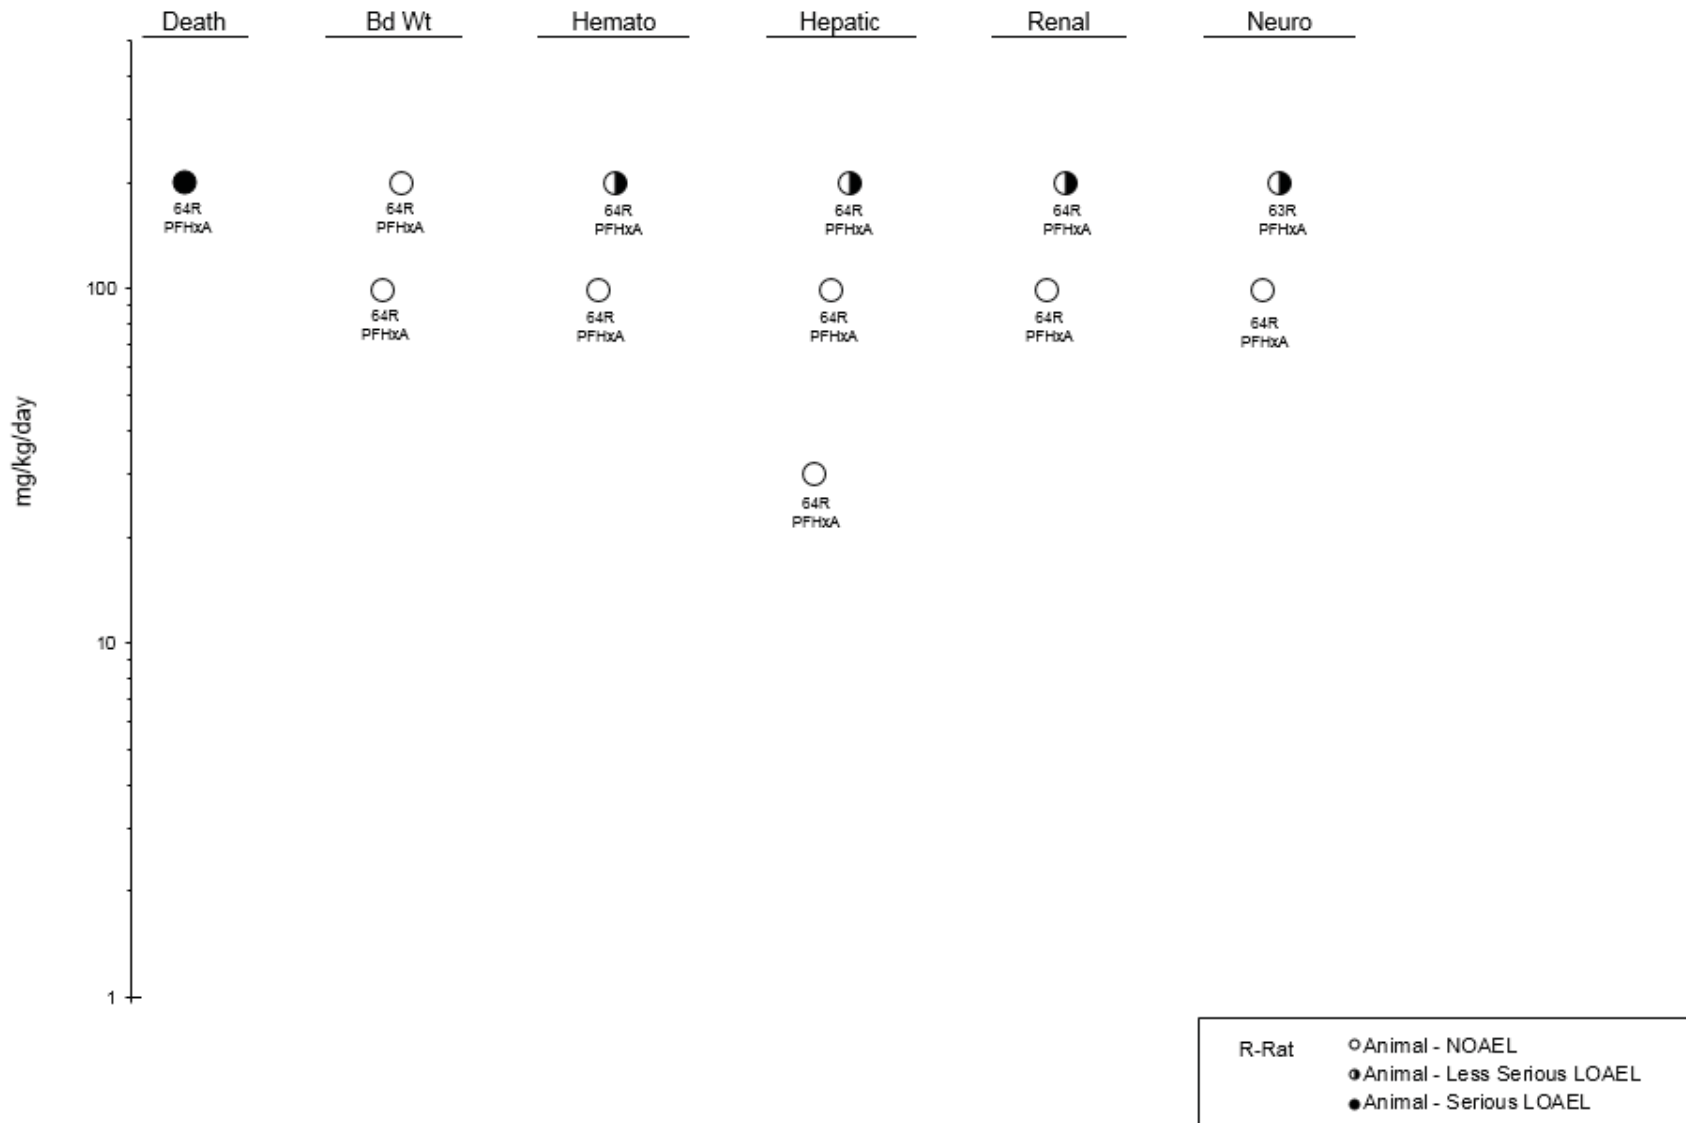 Death Bd Wt Hemato Hepatic Renal Neuro
64R 64R 64R 64R 64R 63R
PFHxA PFHxA PFHxA PFHxA PFHxA PFHxA
100
64R 64R 64R 64R 64R
PFHxA PFHxA PFHxA PFHxA PFHxA
mg/kg/day
64R
PFHxA
10
1
R-Rat Animal - NOAEL
Animal - Less Serious LOAEL
Animal - Serious LOAEL